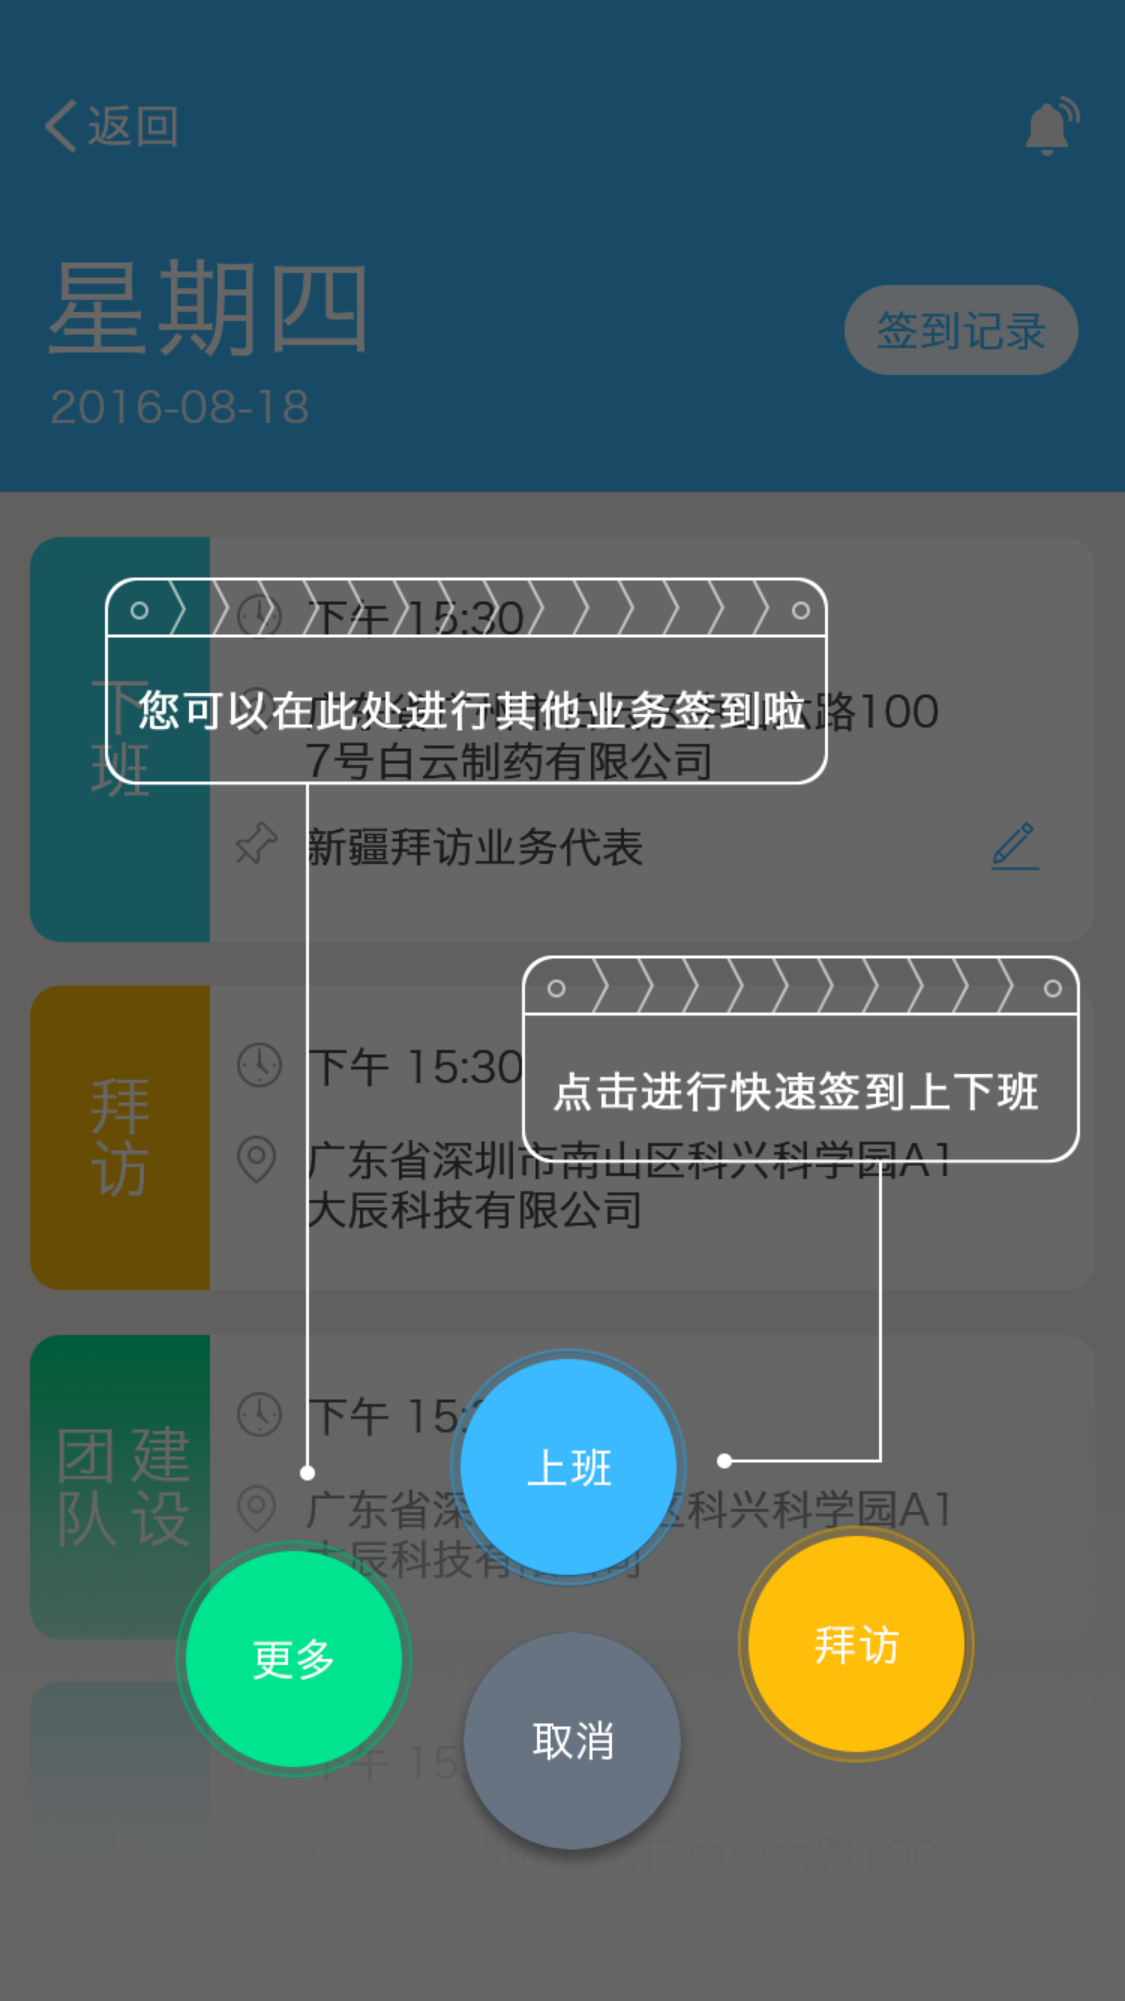 返回
星期四
签到记录
2016-08-18
下班
下午 15:30
您可以在此处进行其他业务签到啦
路100
7号白云制药有限公司
新疆拜访业务代表
拜访
下午 15:30
点击进行快速签到上下班
广东省深圳市南山区科兴科学园A1
大辰科技有限公司
团队
建设
下午 15:
上班
广东省深
科兴科学园A1
大辰科技有
司
更多
拜访
取消
下午 15
广东省广州
区中山六路100
下